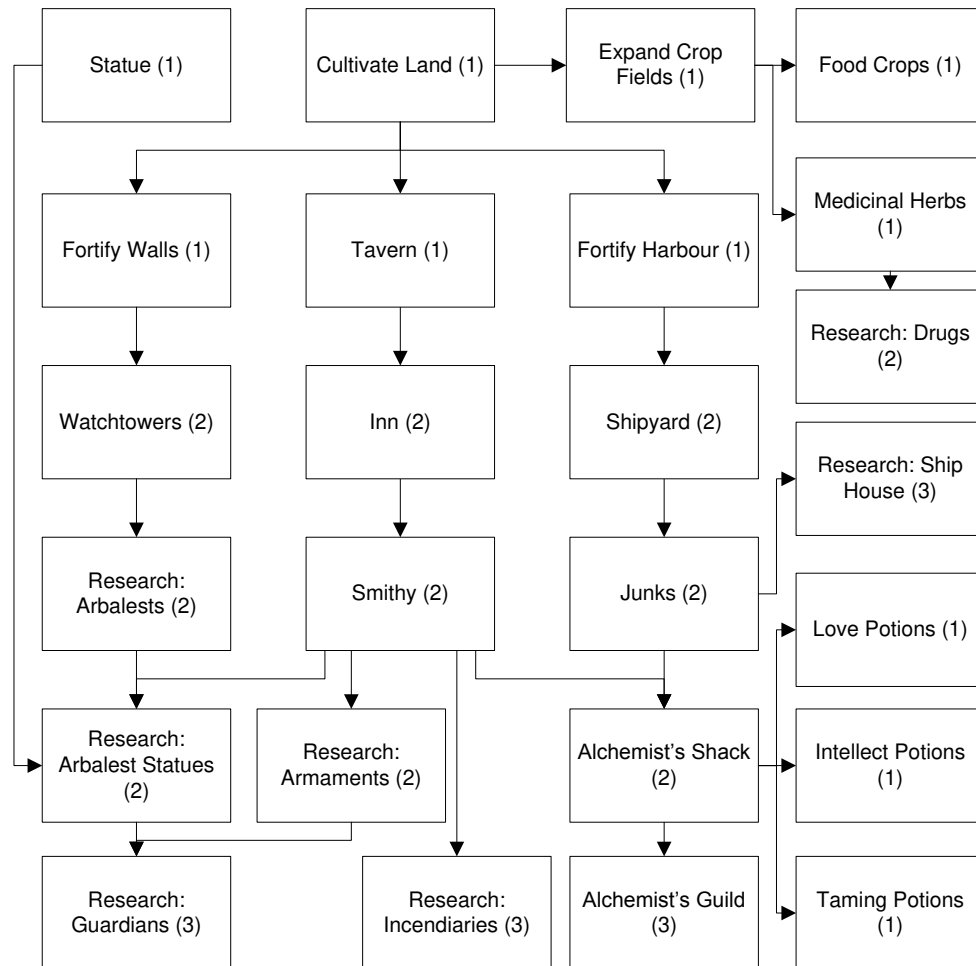 Statue (1)
Cultivate Land (1)
Expand Crop
Fields (1)
Food Crops (1)
Medicinal Herbs
(1)
Fortify Walls (1)
Tavern (1)
Fortify Harbour (1)
Research: Drugs
(2)
Watchtowers (2)
Inn (2)
Shipyard (2)
Research: Ship
House (3)
Research:
Arbalests (2)
Smithy (2)
Junks (2)
Love Potions (1)
Research:
Arbalest Statues
(2)
Research:
Armaments (2)
Alchemist's Shack
(2)
Intellect Potions
(1)
Research:
Guardians (3)
Research:
Incendiaries (3)
Alchemist's Guild
(3)
Taming Potions
(1)